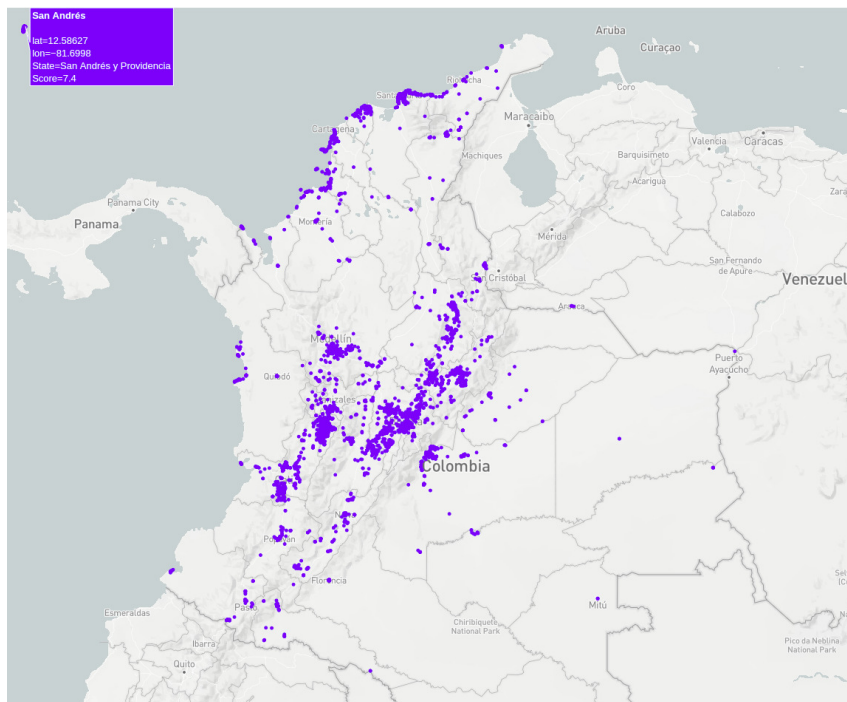 San Andrés
lat=12.58627
lon=−81.6998
State=San Andrés y Providencia
Score=7.4
Aruba
Curaçao
Coro
Maracaibo
Cartagena
Valencia
Caracas
Machiques
Barquisimeto
Acarigua
Zara
Panama City
Panama
Calabozo
Montería
Mérida
San Fernando
de Apure
San Cristóbal
Venezuel
Arauca
Medellín
Puerto
Ayacucho
Quibdó
Colombia
Florencia
Esmeraldas
Pasto
Mitú
Chiribiquete
National Park
Ibarra
Quito
Pico da Neblina
National Park